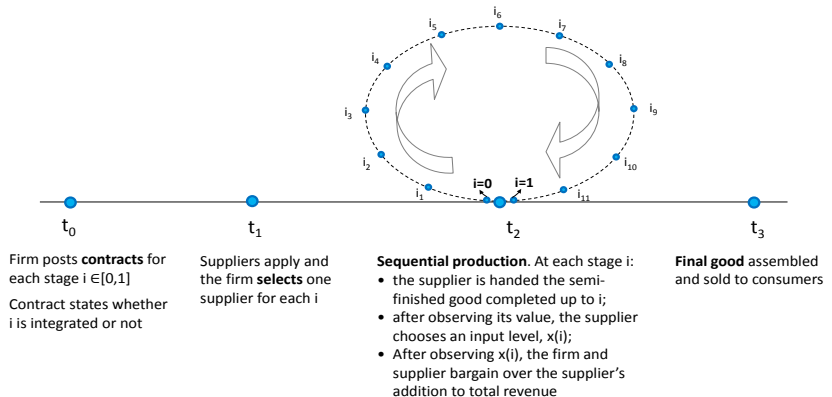 i₆
i₅
i₇
i₄
i₈
i₃
i₉
i₂
i₁₀
i₁
i=0
i=1
i₁₁
t₀
t₁
t₂
t₃
Firm posts contracts for
each stage i ∈[0,1]
Contract states whether
i is integrated or not
Suppliers apply and
the firm selects one
supplier for each i
Sequential production. At each stage i:
• the supplier is handed the semi-
finished good completed up to i;
• after observing its value, the supplier
chooses an input level, x(i);
• After observing x(i), the firm and
supplier bargain over the supplier's
addition to total revenue
Final good assembled
and sold to consumers